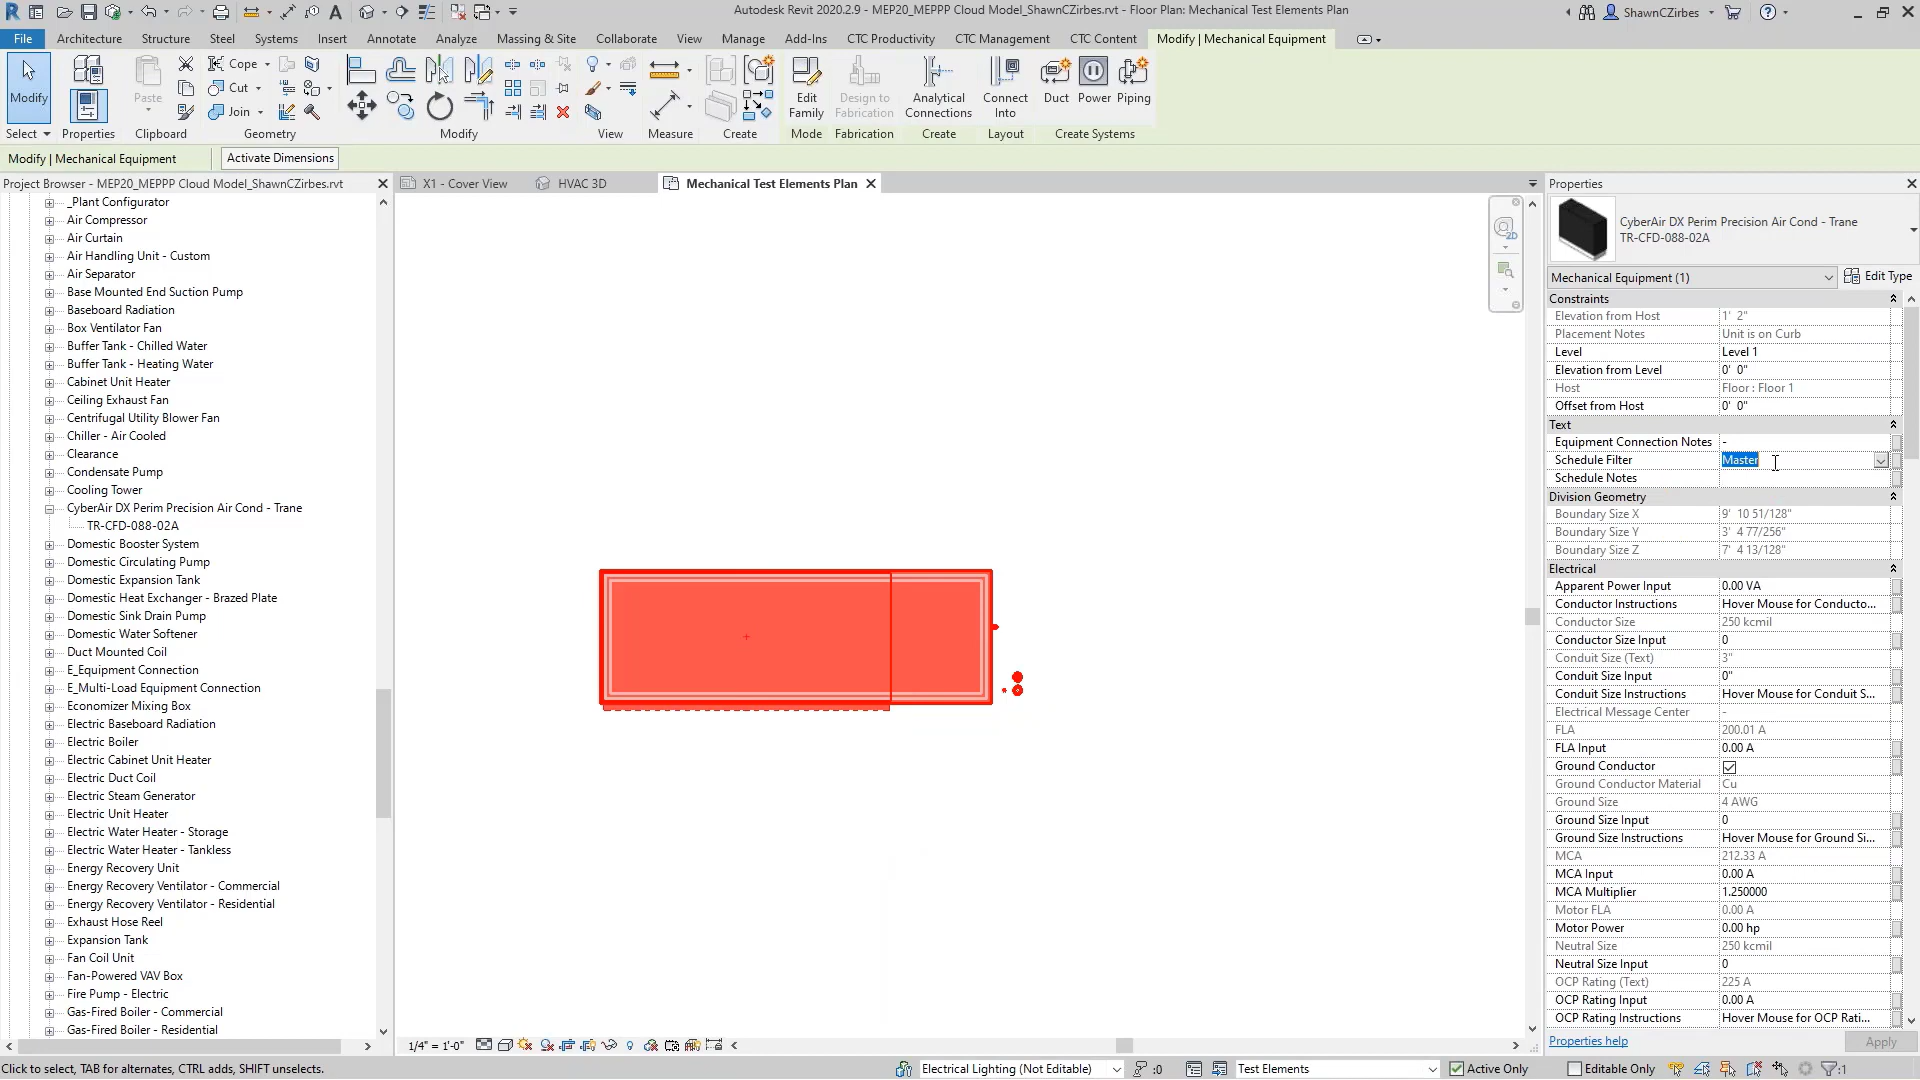 Autodesk Revit 2020.2.9 - MEP20_MEPPP Cloud Model_ShawnCZirbes.rvt - Floor Plan: Mechanical Test Elements Plan
ShawnCZirbes
File Architecture Structure Steel Systems Insert Annotate Analyze Massing & Site Collaborate View Manage Add-Ins CTC Productivity CTC Management CTC Content Modify | Mechanical Equipment
Modify
Paste
Cope
Cut
Join
Edit Family
Design to Fabrication
Analytical Connections
Connect Into
Duct Power Piping
Select Properties Clipboard Geometry Modify View Measure Create Mode Fabrication Create Layout Create Systems
Modify | Mechanical Equipment Activate Dimensions
Project Browser - MEP20_MEPPP Cloud Model_ShawnCZirbes.rvt
X1 - Cover View HVAC 3D Mechanical Test Elements Plan
_Plant Configurator
Air Compressor
Air Curtain
Air Handling Unit - Custom
Air Separator
Base Mounted End Suction Pump
Baseboard Radiation
Box Ventilator Fan
Buffer Tank - Chilled Water
Buffer Tank - Heating Water
Cabinet Unit Heater
Ceiling Exhaust Fan
Centrifugal Utility Blower Fan
Chiller - Air Cooled
Clearance
Condensate Pump
Cooling Tower
CyberAir DX Perim Precision Air Cond - Trane
TR-CFD-088-02A
Domestic Booster System
Domestic Circulating Pump
Domestic Expansion Tank
Domestic Heat Exchanger - Brazed Plate
Domestic Sink Drain Pump
Domestic Water Softener
Duct Mounted Coil
E_Equipment Connection
E_Multi-Load Equipment Connection
Economizer Mixing Box
Electric Baseboard Radiation
Electric Boiler
Electric Cabinet Unit Heater
Electric Duct Coil
Electric Steam Generator
Electric Unit Heater
Electric Water Heater - Storage
Electric Water Heater - Tankless
Energy Recovery Unit
Energy Recovery Ventilator - Commercial
Energy Recovery Ventilator - Residential
Exhaust Hose Reel
Expansion Tank
Fan Coil Unit
Fan-Powered VAV Box
Fire Pump - Electric
Gas-Fired Boiler - Commercial
Gas-Fired Boiler - Residential
2D
Properties
CyberAir DX Perim Precision Air Cond - Trane
TR-CFD-088-02A
Mechanical Equipment (1) Edit Type
Constraints
Elevation from Host 1' 2"
Placement Notes Unit is on Curb
Level Level 1
Elevation from Level 0' 0"
Host Floor : Floor 1
Offset from Host 0' 0"
Text
Equipment Connection Notes -
Schedule Filter Master
Schedule Notes
Division Geometry
Boundary Size X 9' 10 51/128"
Boundary Size Y 3' 4 77/256"
Boundary Size Z 7' 4 13/128"
Electrical
Apparent Power Input 0.00 VA
Conductor Instructions Hover Mouse for Conducto...
Conductor Size 250 kcmil
Conductor Size Input 0
Conduit Size (Text) 3"
Conduit Size Input 0"
Conduit Size Instructions Hover Mouse for Conduit S...
Electrical Message Center -
FLA 200.01 A
FLA Input 0.00 A
Ground Conductor
Ground Conductor Material Cu
Ground Size 4 AWG
Ground Size Input 0
Ground Size Instructions Hover Mouse for Ground Si...
MCA 212.33 A
MCA Input 0.00 A
MCA Multiplier 1.250000
Motor FLA 0.00 A
Motor Power 0.00 hp
Neutral Size 250 kcmil
Neutral Size Input 0
OCP Rating (Text) 225 A
OCP Rating Input 0.00 A
OCP Rating Instructions Hover Mouse for OCP Rati...
Properties help Apply
1/4" = 1'-0"
Click to select, TAB for alternates, CTRL adds, SHIFT unselects. Electrical Lighting (Not Editable) :0 Test Elements Active Only Editable Only :1